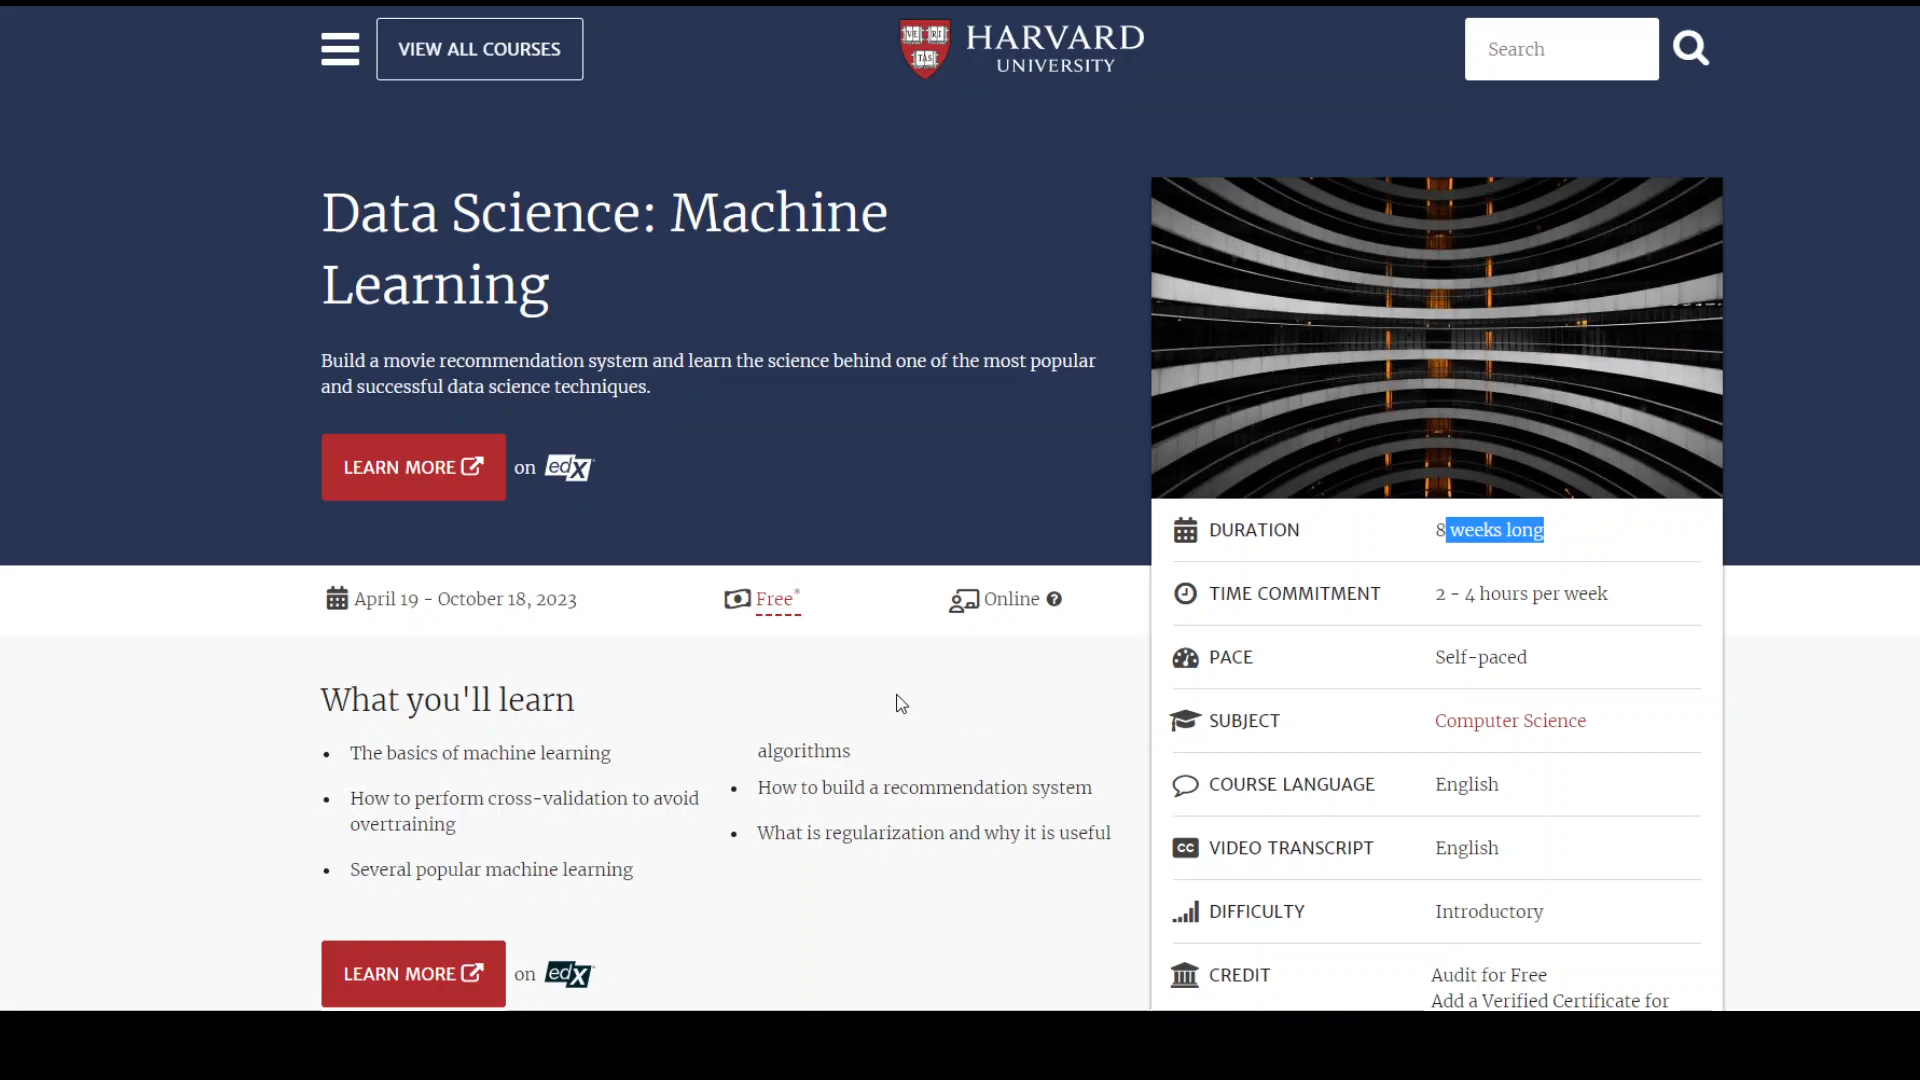 VIEW ALL COURSES
VE RI
TAS
HARVARD
UNIVERSITY
Search
Data Science: Machine
Learning
Build a movie recommendation system and learn the science behind one of the most popular
and successful data science techniques.
LEARN MORE on edX
April 19 - October 18, 2023
Free*
Online ?
What you'll learn
• The basics of machine learning
• How to perform cross-validation to avoid
overtraining
• Several popular machine learning
algorithms
• How to build a recommendation system
• What is regularization and why it is useful
LEARN MORE on edX
DURATION 8 weeks long
TIME COMMITMENT 2 - 4 hours per week
PACE Self-paced
SUBJECT Computer Science
COURSE LANGUAGE English
CC VIDEO TRANSCRIPT English
DIFFICULTY Introductory
CREDIT Audit for Free
Add a Verified Certificate for